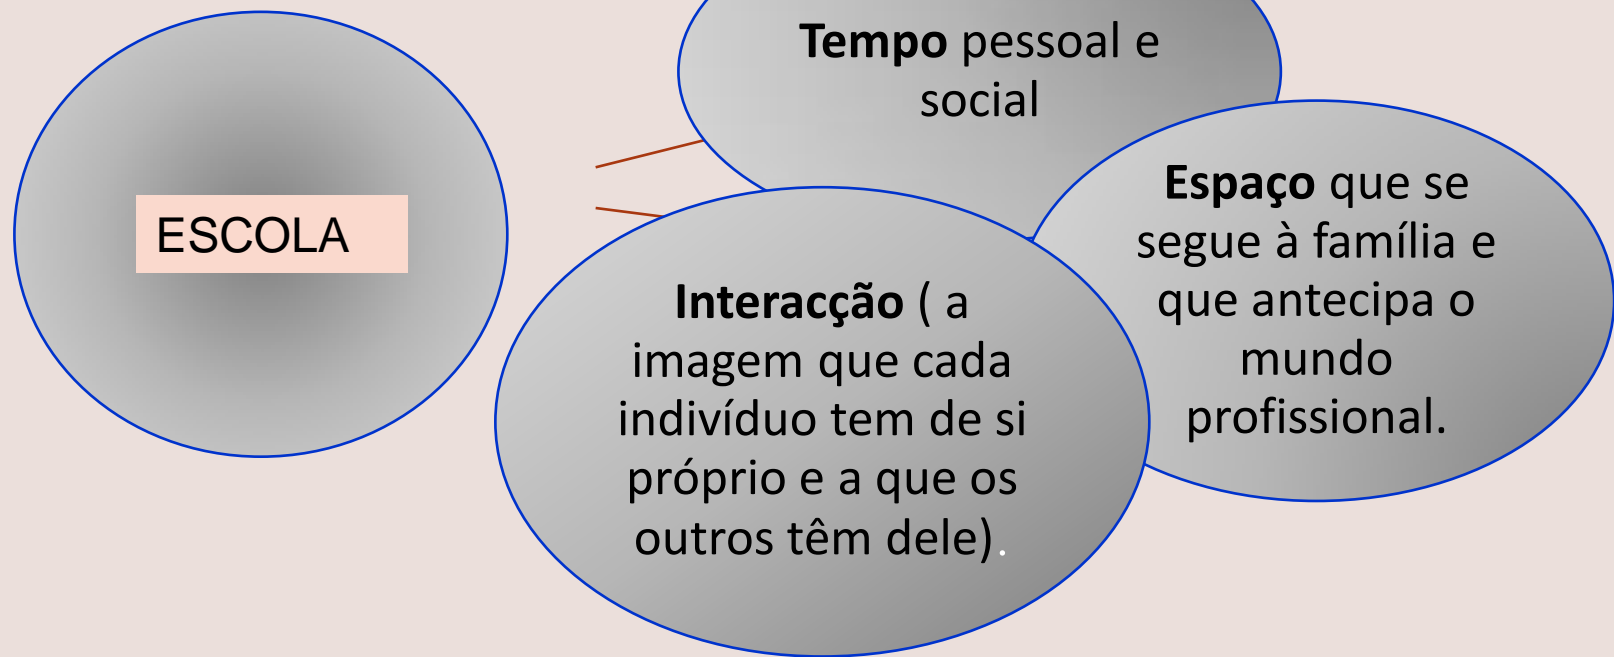 ESCOLA
Tempo pessoal e
social
Espaço que se
segue à família e
que antecipa o
mundo
profissional.
Interacção ( a
imagem que cada
indivíduo tem de si
próprio e a que os
outros têm dele).